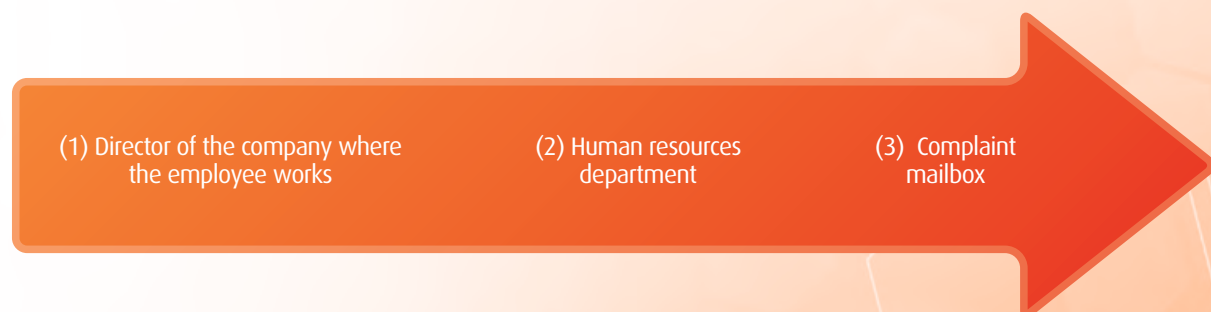 (1) Director of the company where
the employee works
(2) Human resources
department
(3) Complaint
mailbox